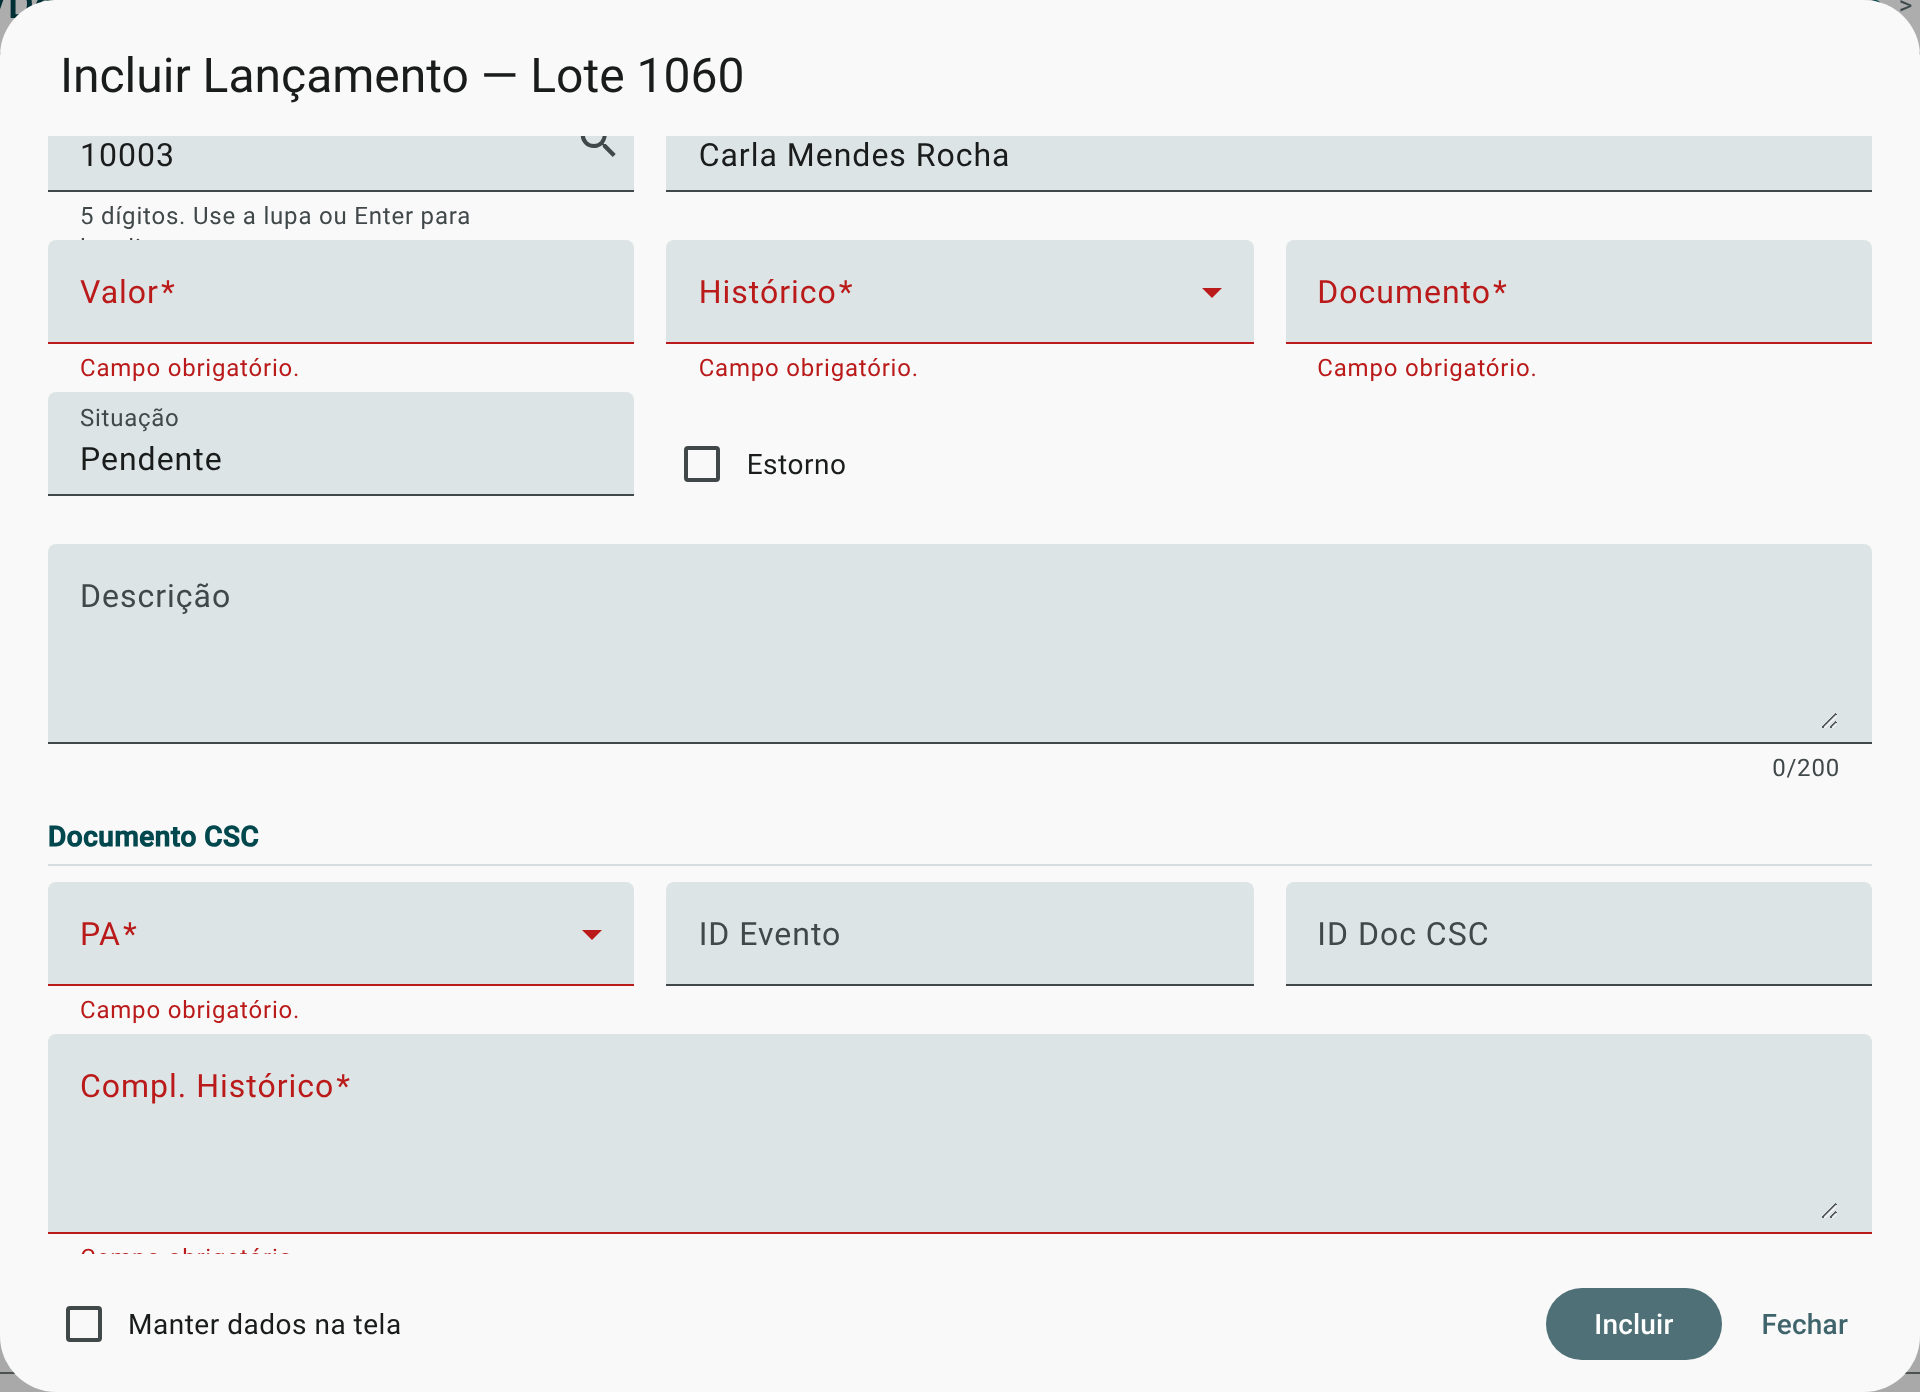 Incluir Lançamento — Lote 1060
10003
Carla Mendes Rocha
5 dígitos. Use a lupa ou Enter para
Valor*
Histórico*
Documento*
Campo obrigatório.
Campo obrigatório.
Campo obrigatório.
Situação
Pendente
Estorno
Descrição
0/200
Documento CSC
PA*
ID Evento
ID Doc CSC
Campo obrigatório.
Compl. Histórico*
Campo obrigatório.
Manter dados na tela
Incluir
Fechar